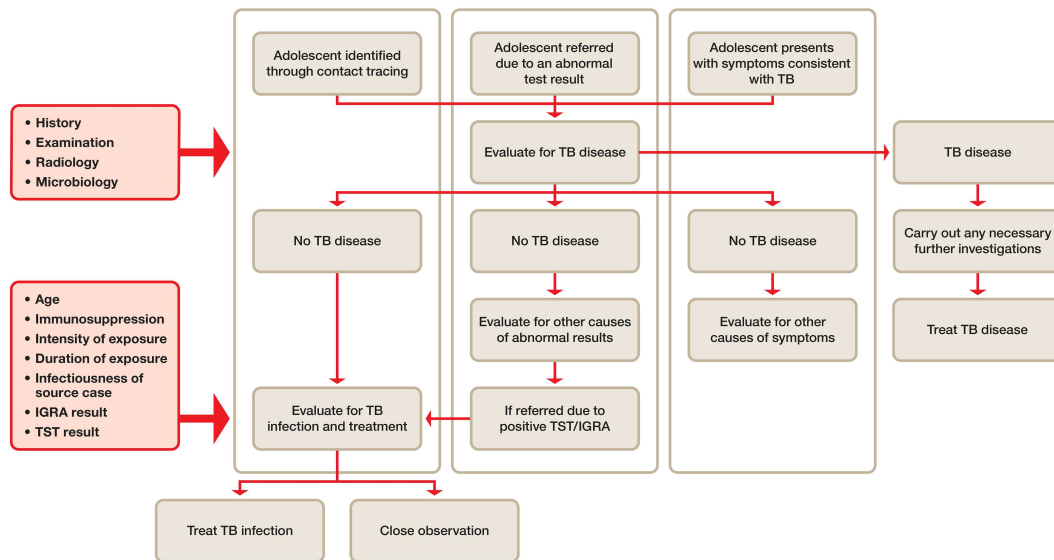 Adolescent identified
through contact tracing
Adolescent referred
due to an abnormal
test result
Adolescent presents
with symptoms consistent
with TB
• History
• Examination
• Radiology
• Microbiology
Evaluate for TB disease
TB disease
No TB disease
No TB disease
No TB disease
Carry out any necessary
further investigations
• Age
• Immunosuppression
• Intensity of exposure
• Duration of exposure
• Infectiousness of
source case
• IGRA result
• TST result
Evaluate for other causes
of abnormal results
Evaluate for other
causes of symptoms
Treat TB disease
Evaluate for TB
infection and treatment
If referred due to
positive TST/IGRA
Treat TB infection
Close observation